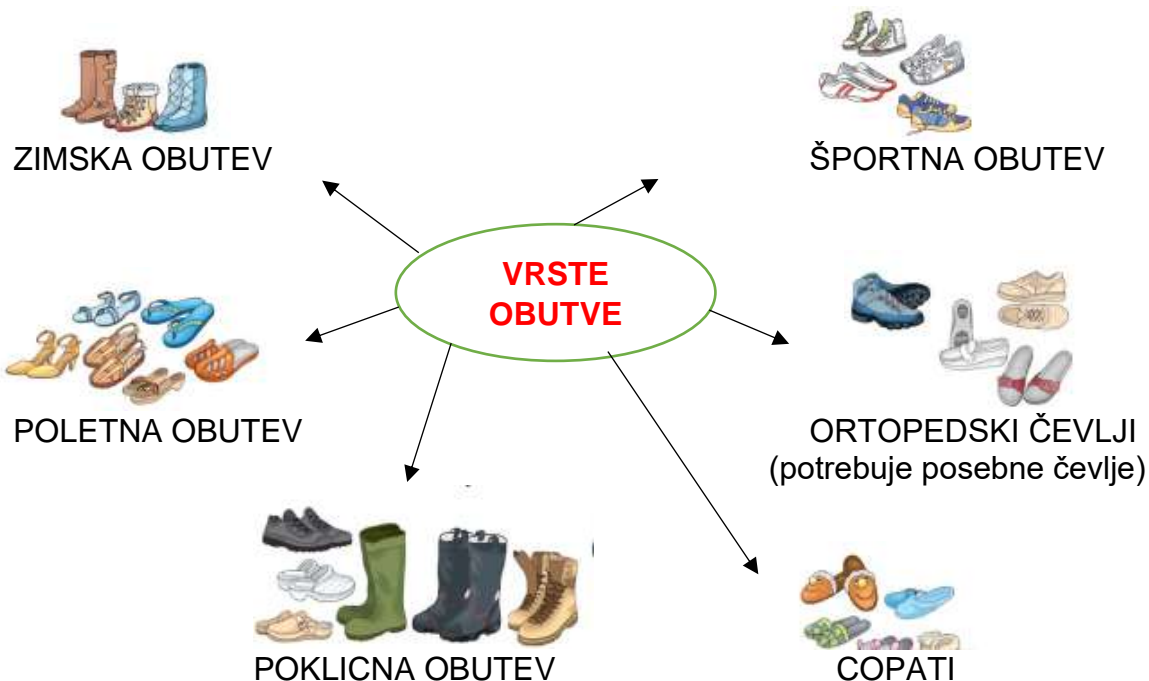 ZIMSKA OBUTEV
ŠPORTNA OBUTEV
VRSTE
OBUTVE
POLETNA OBUTEV
ORTOPEDSKI ČEVLJI
(potrebuje posebne čevlje)
POKLICNA OBUTEV
COPATI